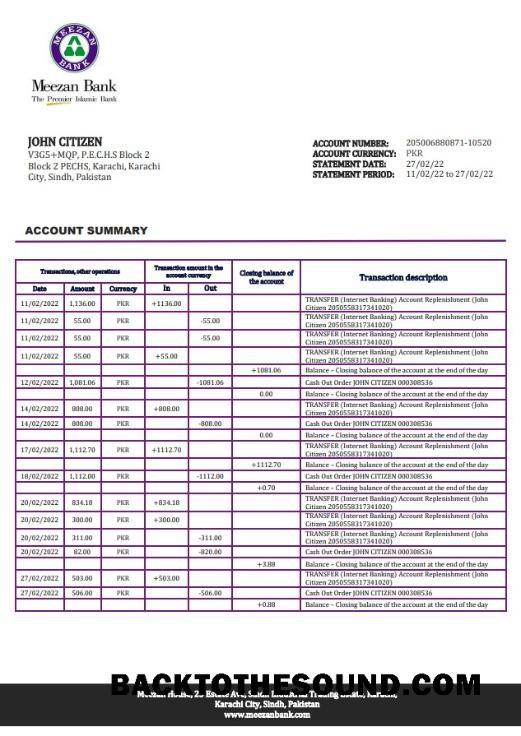 MEEZAN BANK
Meezan Bank
The Premier Islamic Bank
JOHN CITIZEN
V3G5+MQP, P.E.C.H.S Block 2
Block 2 PECHS, Karachi, Karachi
City, Sindh, Pakistan
ACCOUNT NUMBER: 205006880871-10520
ACCOUNT CURRENCY: PKR
STATEMENT DATE: 27/02/22
STATEMENT PERIOD: 11/02/22 to 27/02/22
ACCOUNT SUMMARY
Transactions, other operations
Transaction amount in the account currency
Closing balance of the account
Transaction description
Date Amount Currency In Out
11/02/2022 1,136.00 PKR +1136.00 TRANSFER (Internet Banking) Account Replenishment (John
Citizen 2050558317341020)
11/02/2022 55.00 PKR -55.00 TRANSFER (Internet Banking) Account Replenishment (John
Citizen 2050558317341020)
11/02/2022 55.00 PKR -55.00 TRANSFER (Internet Banking) Account Replenishment (John
Citizen 2050558317341020)
11/02/2022 55.00 PKR +55.00 TRANSFER (Internet Banking) Account Replenishment (John
Citizen 2050558317341020)
+1081.06 Balance – Closing balance of the account at the end of the day
12/02/2022 1,081.06 PKR -1081.06 Cash Out Order JOHN CITIZEN 000308536
0.00 Balance – Closing balance of the account at the end of the day
14/02/2022 808.00 PKR +808.00 TRANSFER (Internet Banking) Account Replenishment (John
Citizen 2050558317341020)
14/02/2022 808.00 PKR -808.00 Cash Out Order JOHN CITIZEN 000308536
0.00 Balance – Closing balance of the account at the end of the day
17/02/2022 1,112.70 PKR +1112.70 TRANSFER (Internet Banking) Account Replenishment (John
Citizen 2050558317341020)
+1112.70 Balance – Closing balance of the account at the end of the day
18/02/2022 1,112.00 PKR -1112.00 Cash Out Order JOHN CITIZEN 000308536
+0.70 Balance – Closing balance of the account at the end of the day
20/02/2022 834.18 PKR +834.18 TRANSFER (Internet Banking) Account Replenishment (John
Citizen 2050558317341020)
20/02/2022 300.00 PKR +300.00 TRANSFER (Internet Banking) Account Replenishment (John
Citizen 2050558317341020)
20/02/2022 311.00 PKR -311.00 TRANSFER (Internet Banking) Account Replenishment (John
Citizen 2050558317341020)
20/02/2022 82.00 PKR -820.00 Cash Out Order JOHN CITIZEN 000308536
+3.88 Balance – Closing balance of the account at the end of the day
27/02/2022 503.00 PKR +503.00 TRANSFER (Internet Banking) Account Replenishment (John
Citizen 2050558317341020)
27/02/2022 506.00 PKR -506.00 Cash Out Order JOHN CITIZEN 000308536
+0.88 Balance – Closing balance of the account at the end of the day
BACKTOTHESOUND.COM
Meezan House, Estate Ave, Karachi,
Karachi City, Sindh, Pakistan
www.meezanbank.com